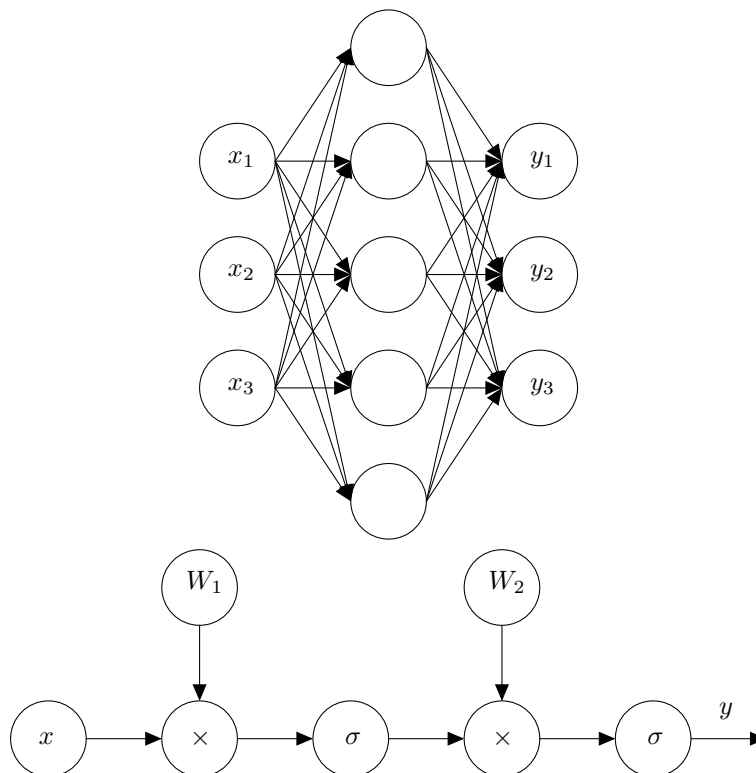 x₁ y₁
x₂ y₂
x₃ y₃
W₁ W₂
x × σ × σ y